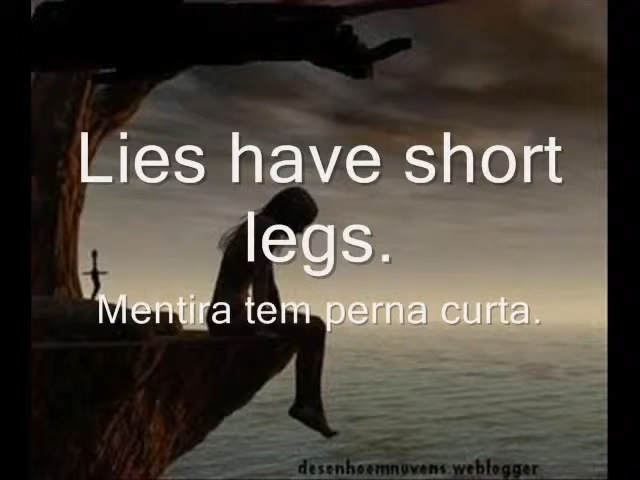 Lies have short
legs.
Mentira tem perna curta.
desenhoemnuvens.weblogger